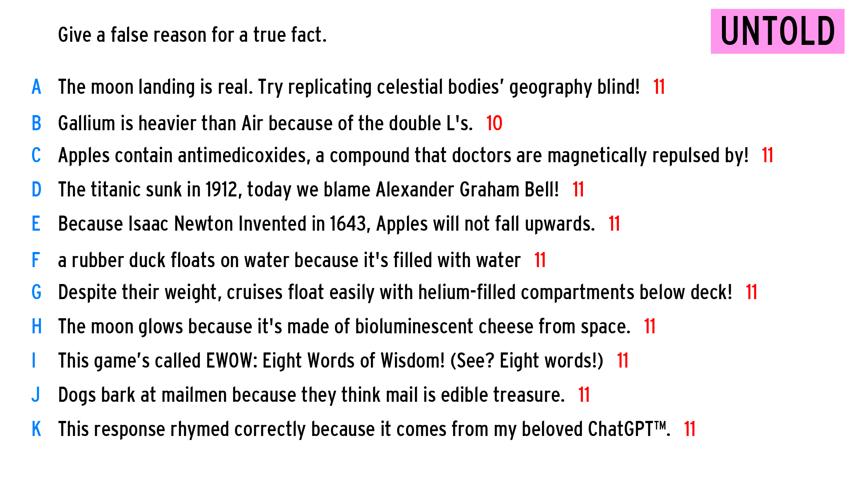 Give a false reason for a true fact.
UNTOLD
A The moon landing is real. Try replicating celestial bodies’ geography blind! 11
B Gallium is heavier than Air because of the double L's. 10
C Apples contain antimedicoxides, a compound that doctors are magnetically repulsed by! 11
D The titanic sunk in 1912, today we blame Alexander Graham Bell! 11
E Because Isaac Newton Invented in 1643, Apples will not fall upwards. 11
F a rubber duck floats on water because it's filled with water 11
G Despite their weight, cruises float easily with helium-filled compartments below deck! 11
H The moon glows because it's made of bioluminescent cheese from space. 11
I This game’s called EWOW: Eight Words of Wisdom! (See? Eight words!) 11
J Dogs bark at mailmen because they think mail is edible treasure. 11
K This response rhymed correctly because it comes from my beloved ChatGPT™. 11